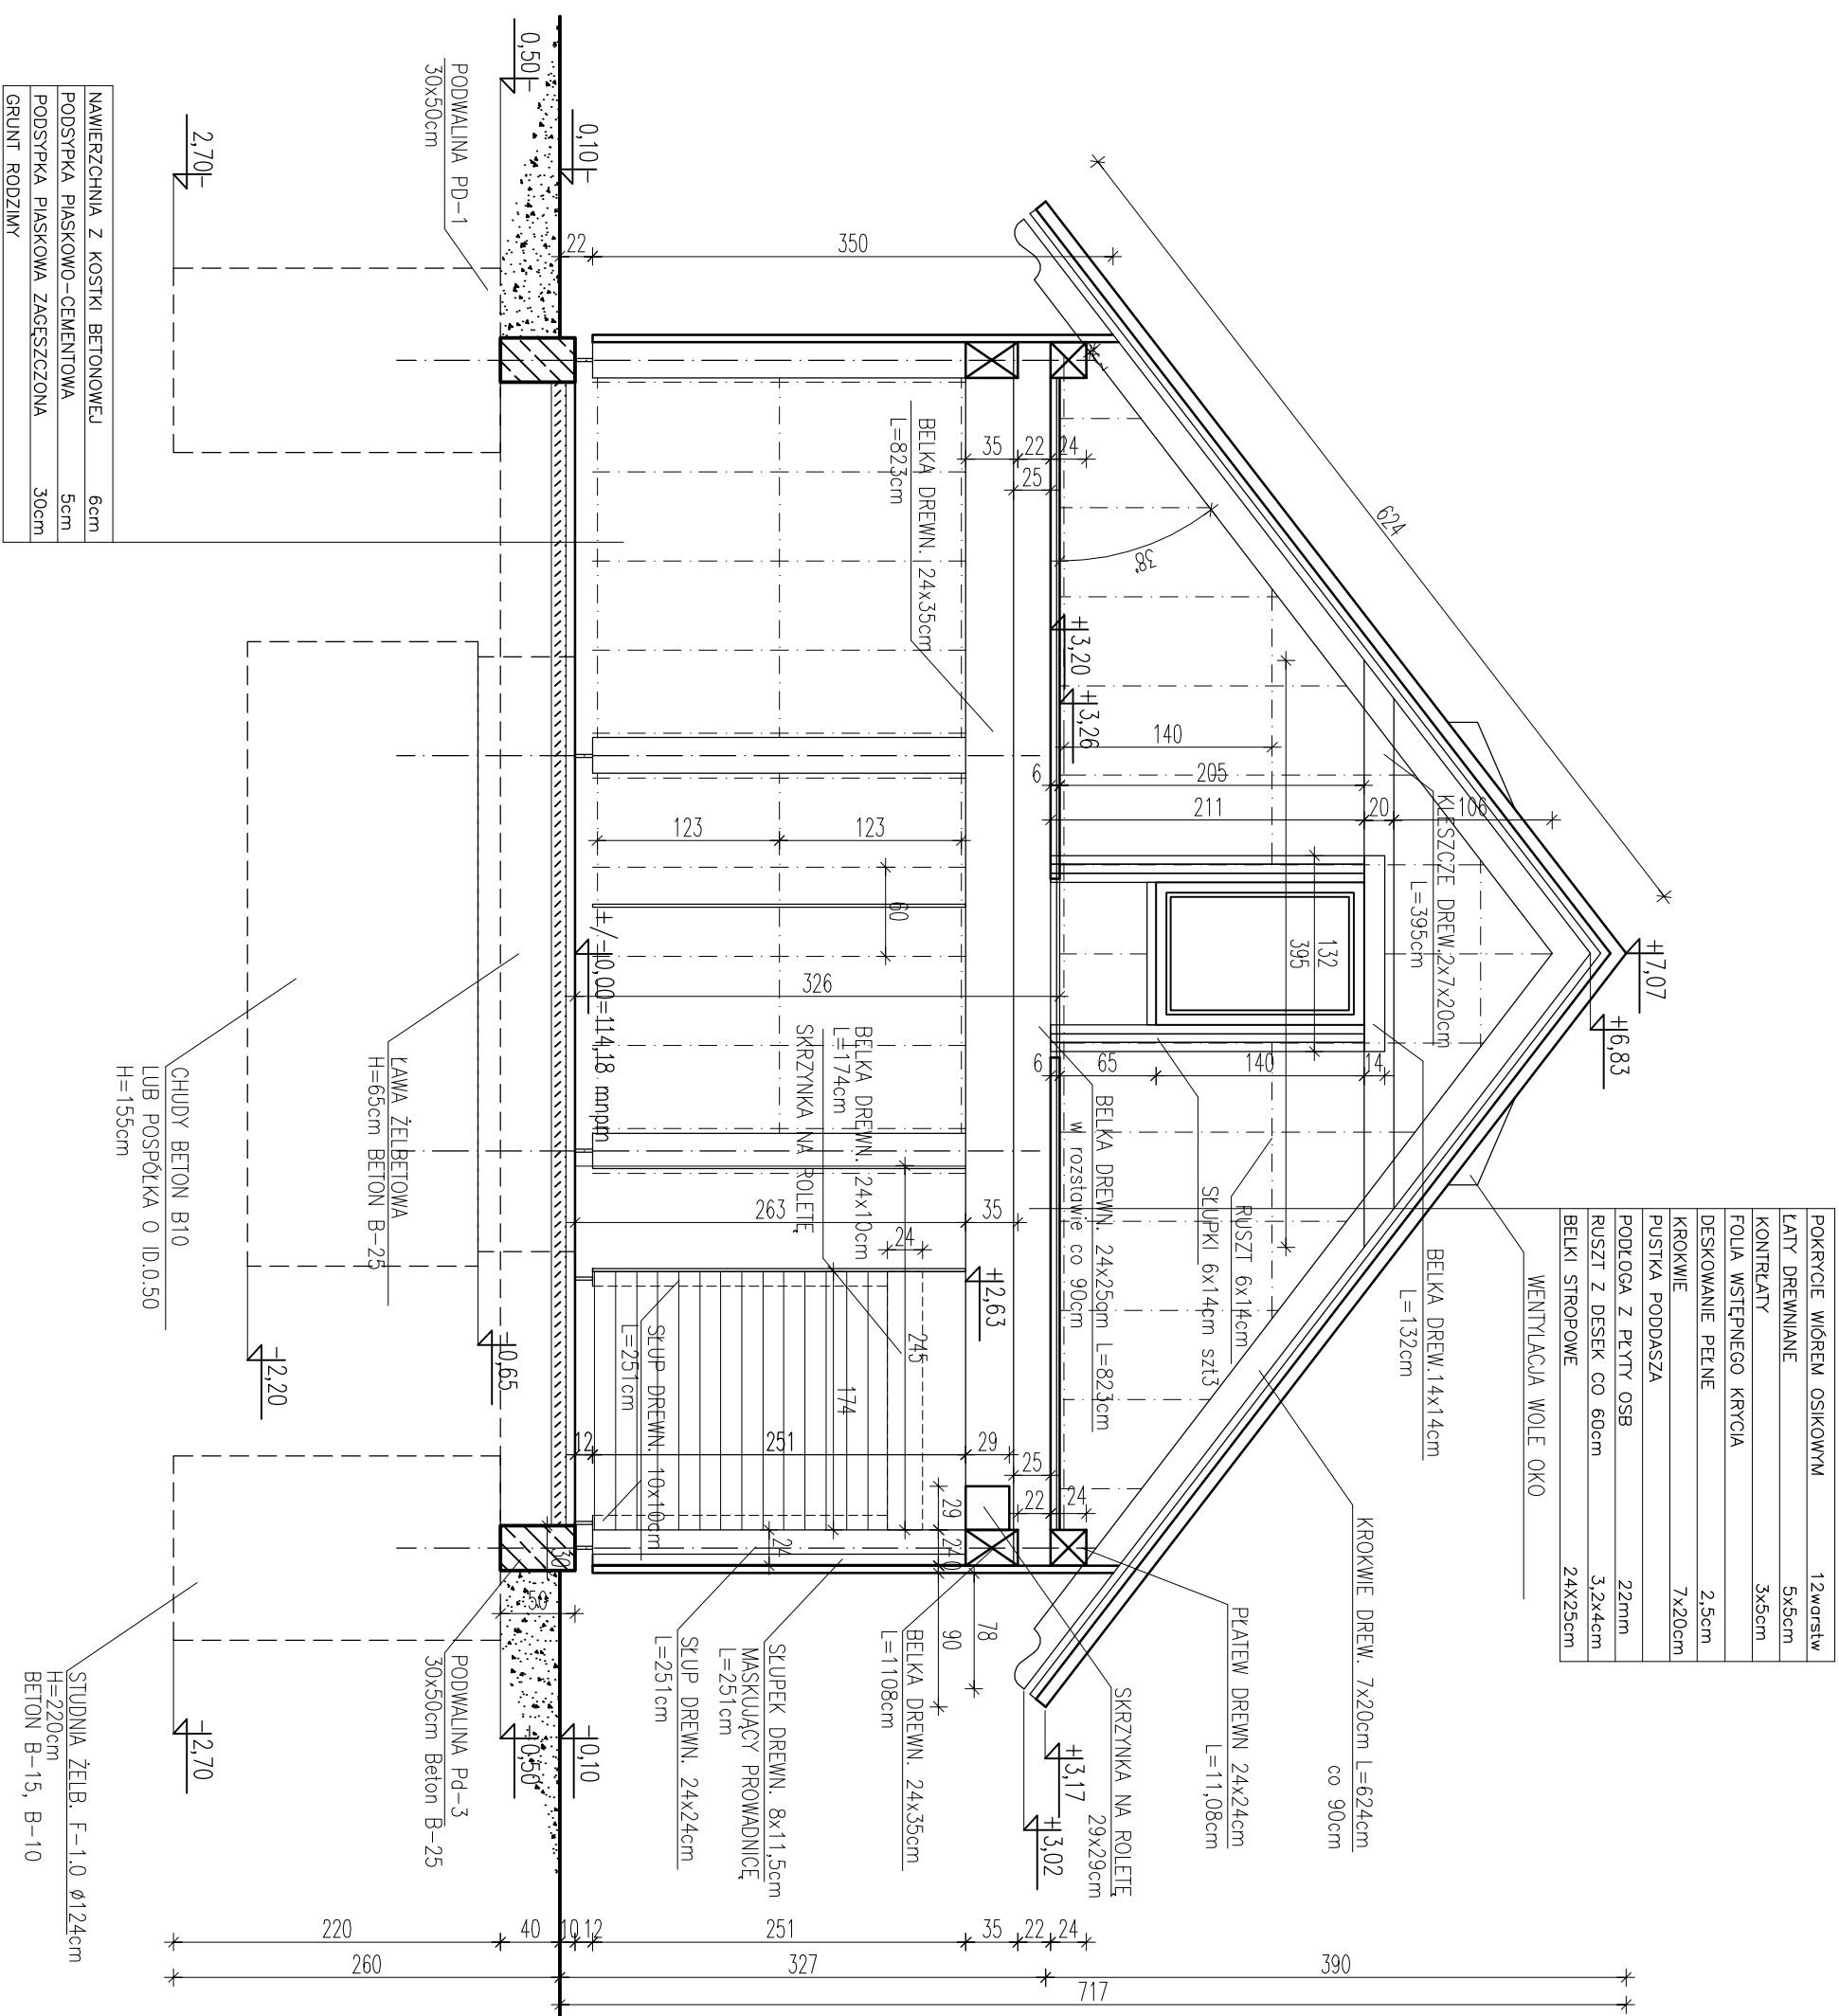 POKRYCIE WIÓREM OSIKOWYM 12warstw
ŁATY DREWNIANE 5x5cm
KONTRŁATY 3x5cm
FOLIA WSTĘPNEGO KRYCIA
DESKOWANIE PEŁNE 2,5cm
KROKWIE 7x20cm
PUSTKA PODDASZA
PODŁOGA Z PŁYTY OSB 22mm
RUSZT Z DESEK CO 60cm 3,2x4cm
BELKI STROPOWE 24X25cm
WENTYLACJA WOLE OKO
BELKA DREW.14x14cm
L=132cm
RUSZT 6x14cm
SŁUPKI 6x14cm szt3
BELKA DREWN. 24x25cm L=823cm
w rozstawie co 90cm
KLESZCZE DREW.2x7x20cm
L=395cm
KROKWIE DREW. 7x20cm L=624cm
co 90cm
PŁATEW DREWN 24x24cm
L=11,08cm
SKRZYNKA NA ROLETĘ
29x29cm
BELKA DREWN. 24x35cm
L=1108cm
SŁUPEK DREWN. 8x11,5cm
MASKUJĄCY PROWADNICĘ
L=251cm
SŁUP DREWN. 24x24cm
L=251cm
PODWALINA Pd-3
30x50cm Beton B-25
STUDNIA ŻELB. F-1.0 ø124cm
H=220cm
BETON B-15, B-10
BELKA DREWN. 24x35cm
L=823cm
BELKA DREWN. 24x10cm
L=174cm
SKRZYNKA NA ROLETĘ
SŁUP DREWN. 10x10cm
L=251cm
ŁAWA ŻELBETOWA
H=65cm BETON B-25
CHUDY BETON B10
LUB POSPÓŁKA O ID.0.50
H=155cm
PODWALINA PD-1
30x50cm
NAWIERZCHNIA Z KOSTKI BETONOWEJ 6cm
PODSYPKA PIASKOWO-CEMENTOWA 5cm
PODSYPKA PIASKOWA ZAGĘSZCZONA 30cm
GRUNT RODZIMY
+7,07
+6,83
+3,20
+3,26
+3,17
+3,02
+2,63
+/-0,00=114,18 mnpm
-0,65
-2,20
-0,10
-0,50
-2,70
0,10-
0,50-
2,70-
624
38°
350
22
35
22
24
25
140
205
6
211
20
106
132
395
6
65
140
14
123
123
60
326
263
35
24
245
174
12
251
29
25
22
24
29
24
24
78
90
30
50
220
40
10
12
251
35
22
24
260
327
390
717